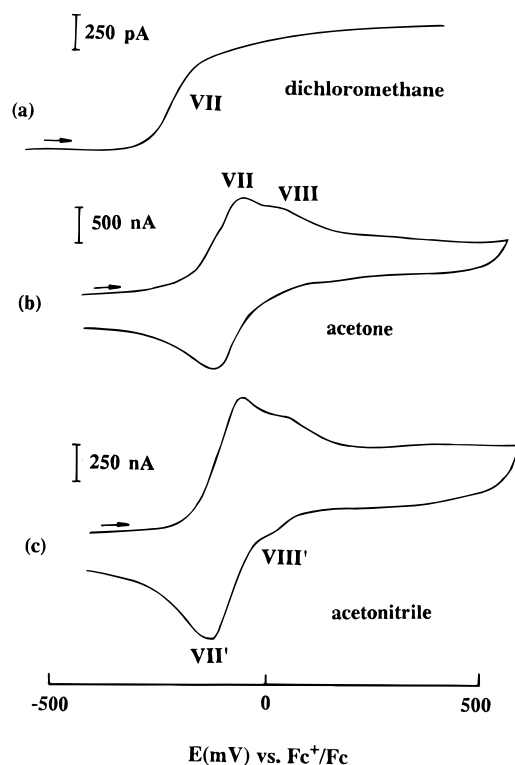 250 pA
dichloromethane
VII
(a)
VII
VIII
500 nA
(b)
acetone
250 nA
(c)
VIII'
acetonitrile
VII'
-500 0 500
E(mV) vs. Fc⁺/Fc